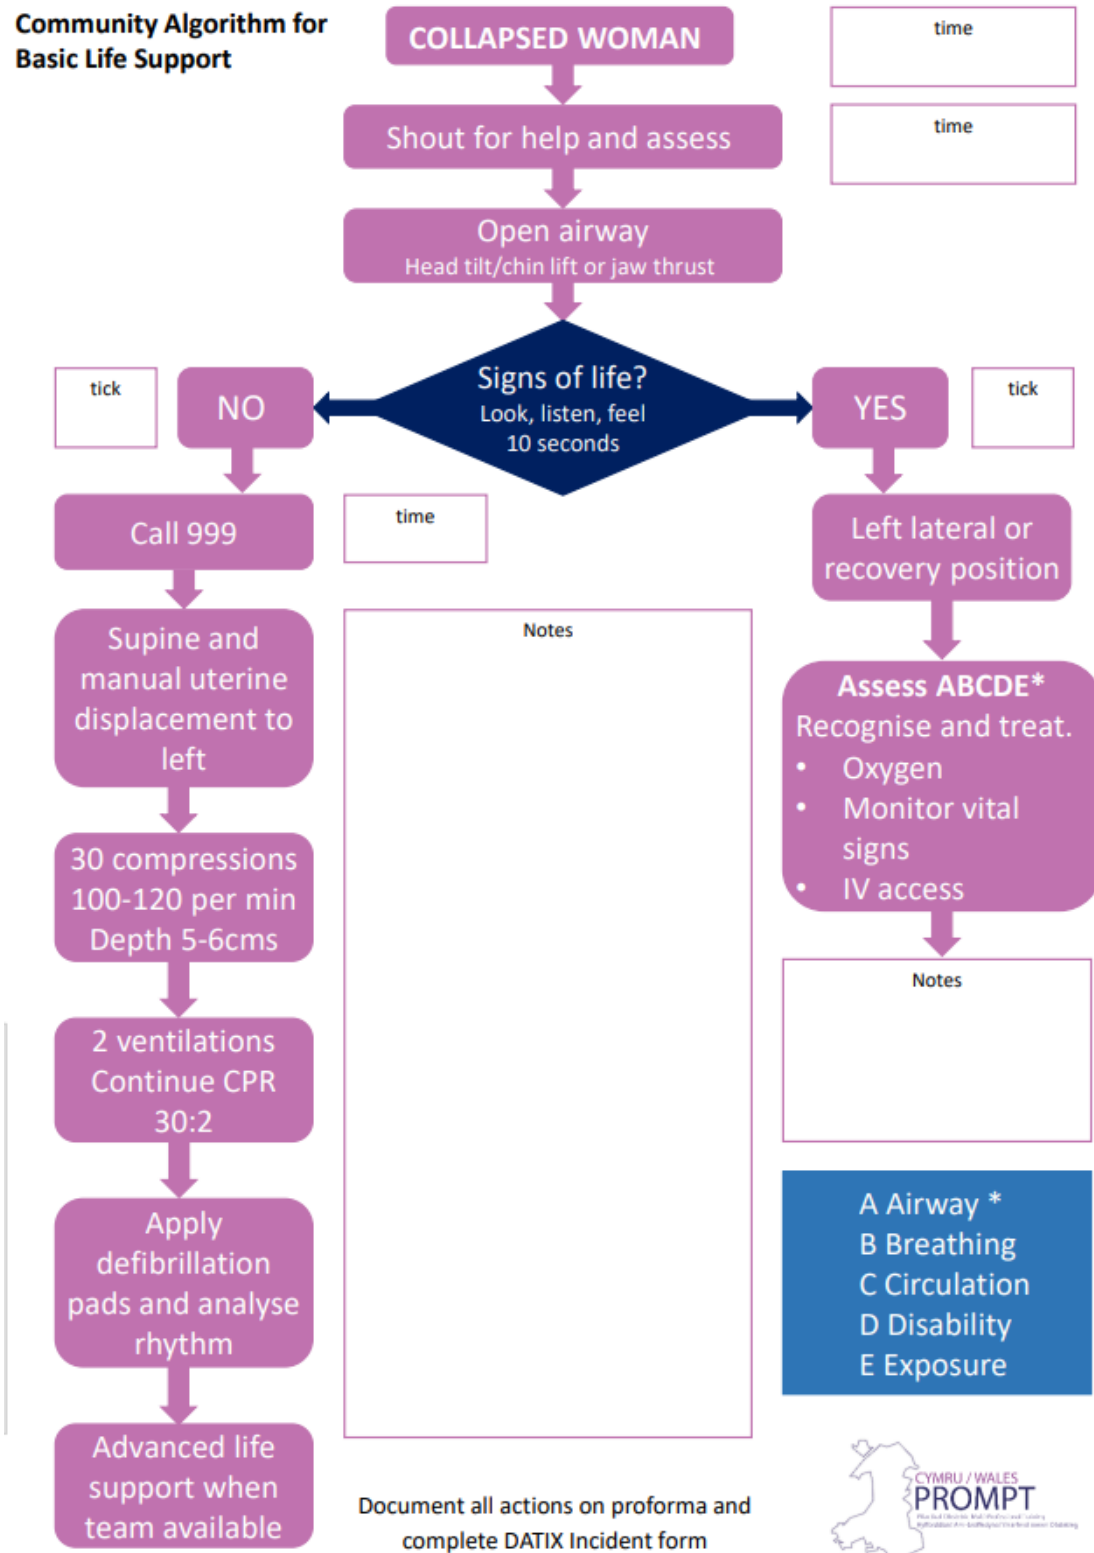 Community Algorithm for
Basic Life Support
COLLAPSED WOMAN
time
Shout for help and assess
time
Open airway
Head tilt/chin lift or jaw thrust
Signs of life?
Look, listen, feel
10 seconds
tick
NO
YES
tick
Call 999
time
Supine and
manual uterine
displacement to
left
30 compressions
100-120 per min
Depth 5-6cms
2 ventilations
Continue CPR
30:2
Apply
defibrillation
pads and analyse
rhythm
Advanced life
support when
team available
Notes
Left lateral or
recovery position
Assess ABCDE*
Recognise and treat.
• Oxygen
• Monitor vital
signs
• IV access
Notes
A Airway *
B Breathing
C Circulation
D Disability
E Exposure
Document all actions on proforma and
complete DATIX Incident form
CYMRU / WALES
PROMPT